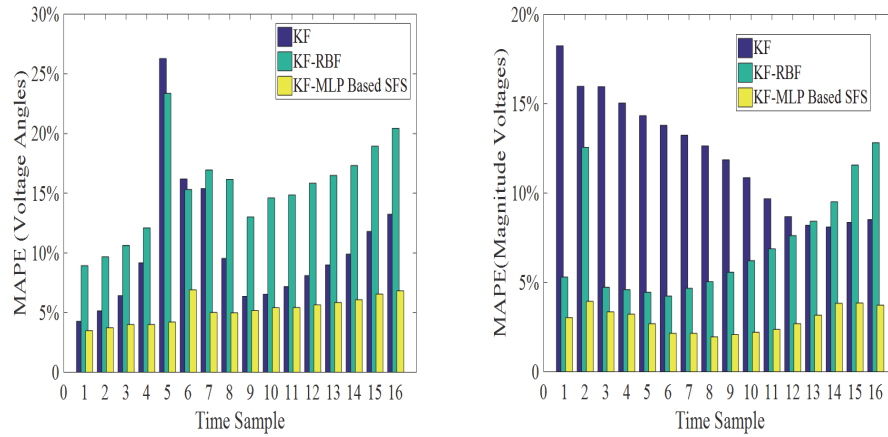 30%
25%
20%
15%
10%
5%
0
MAPE (Voltage Angles)
KF
KF-RBF
KF-MLP Based SFS
0 1 2 3 4 5 6 7 8 9 10 11 12 13 14 15 16
Time Sample
20%
15%
10%
5%
0
MAPE(Magnitude Voltages)
KF
KF-RBF
KF-MLP Based SFS
0 1 2 3 4 5 6 7 8 9 10 11 12 13 14 15 16
Time Sample